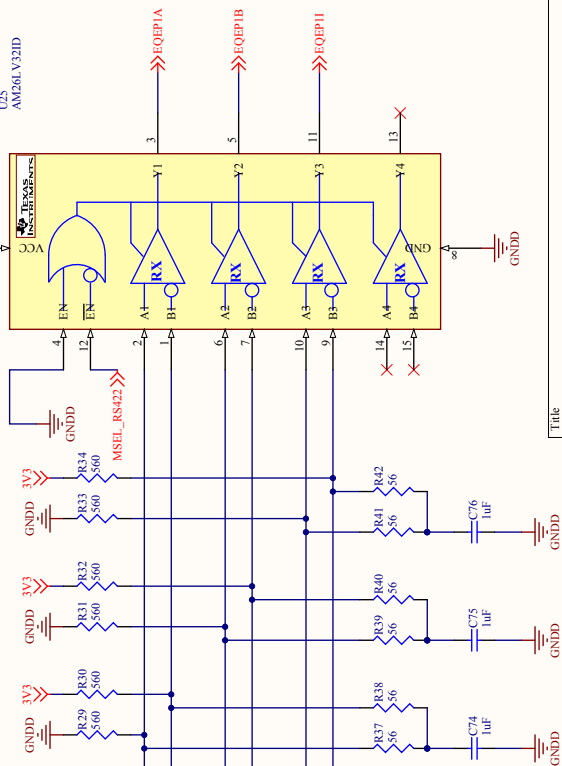 U25
AM26LV32ID
EQEP1A
EQEP1B
EQEP1I
3
5
11
13
TEXAS INSTRUMENTS
VCC
Y1
Y2
Y3
Y4
GND
8
GNDD
RX
RX
RX
RX
EN
EN
A1
B1
A2
B2
A3
B3
A4
B4
4
12
2
1
6
7
10
9
14
15
GNDD
MSEL_RS422
3V3
R34
560
GNDD
R33
560
R42
56
R41
56
C76
1uF
GNDD
3V3
R32
560
GNDD
R31
560
R40
56
R39
56
C75
1uF
GNDD
3V3
R30
560
GNDD
R29
560
R38
56
R37
56
C74
1uF
GNDD
Title